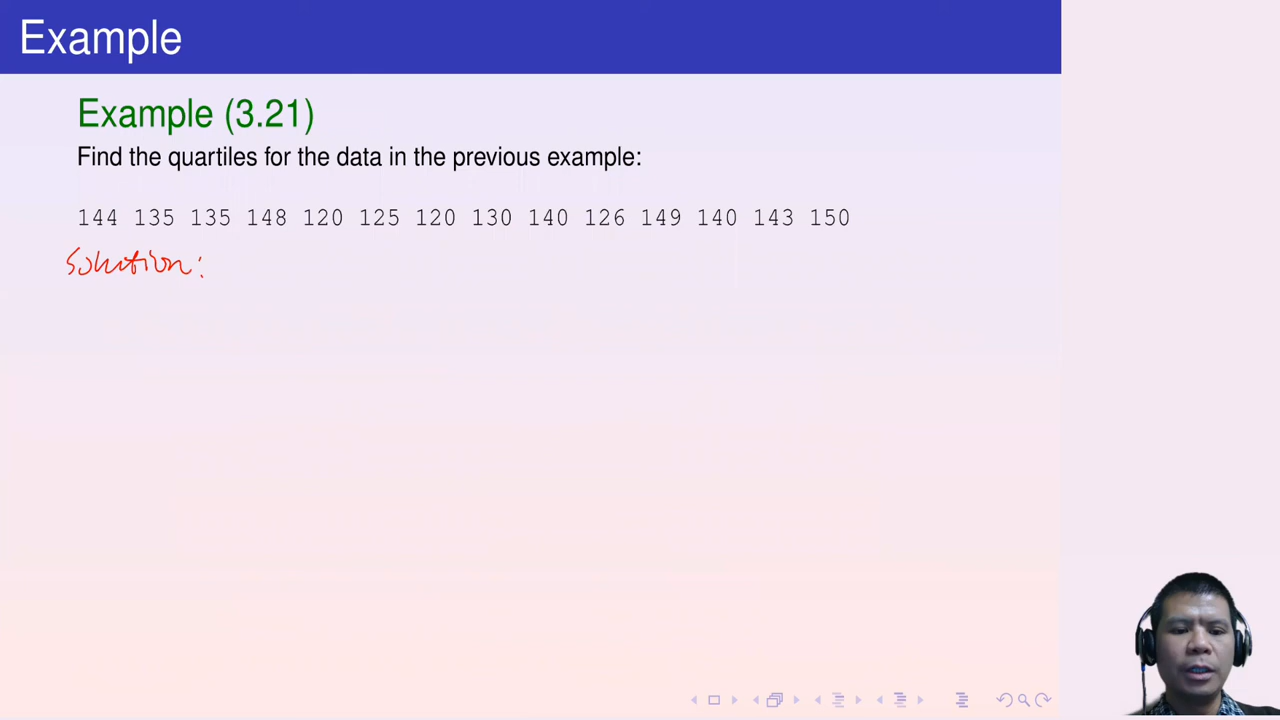 Example
Example (3.21)
Find the quartiles for the data in the previous example:
144 135 135 148 120 125 120 130 140 126 149 140 143 150
Solution: